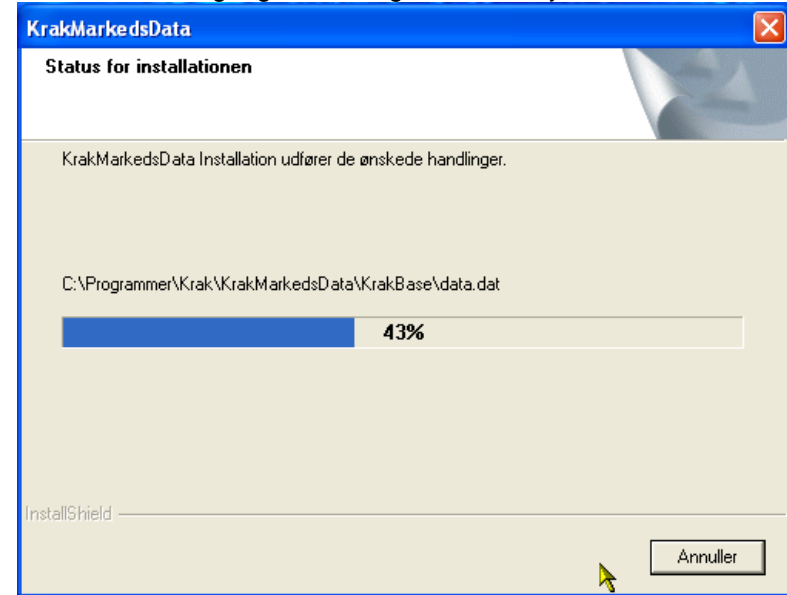 KrakMarkedsData
Status for installationen
KrakMarkedsData Installation udfører de ønskede handlinger.
C:\Programmer\Krak\KrakMarkedsData\KrakBase\data.dat
43%
InstallShield
Annuller